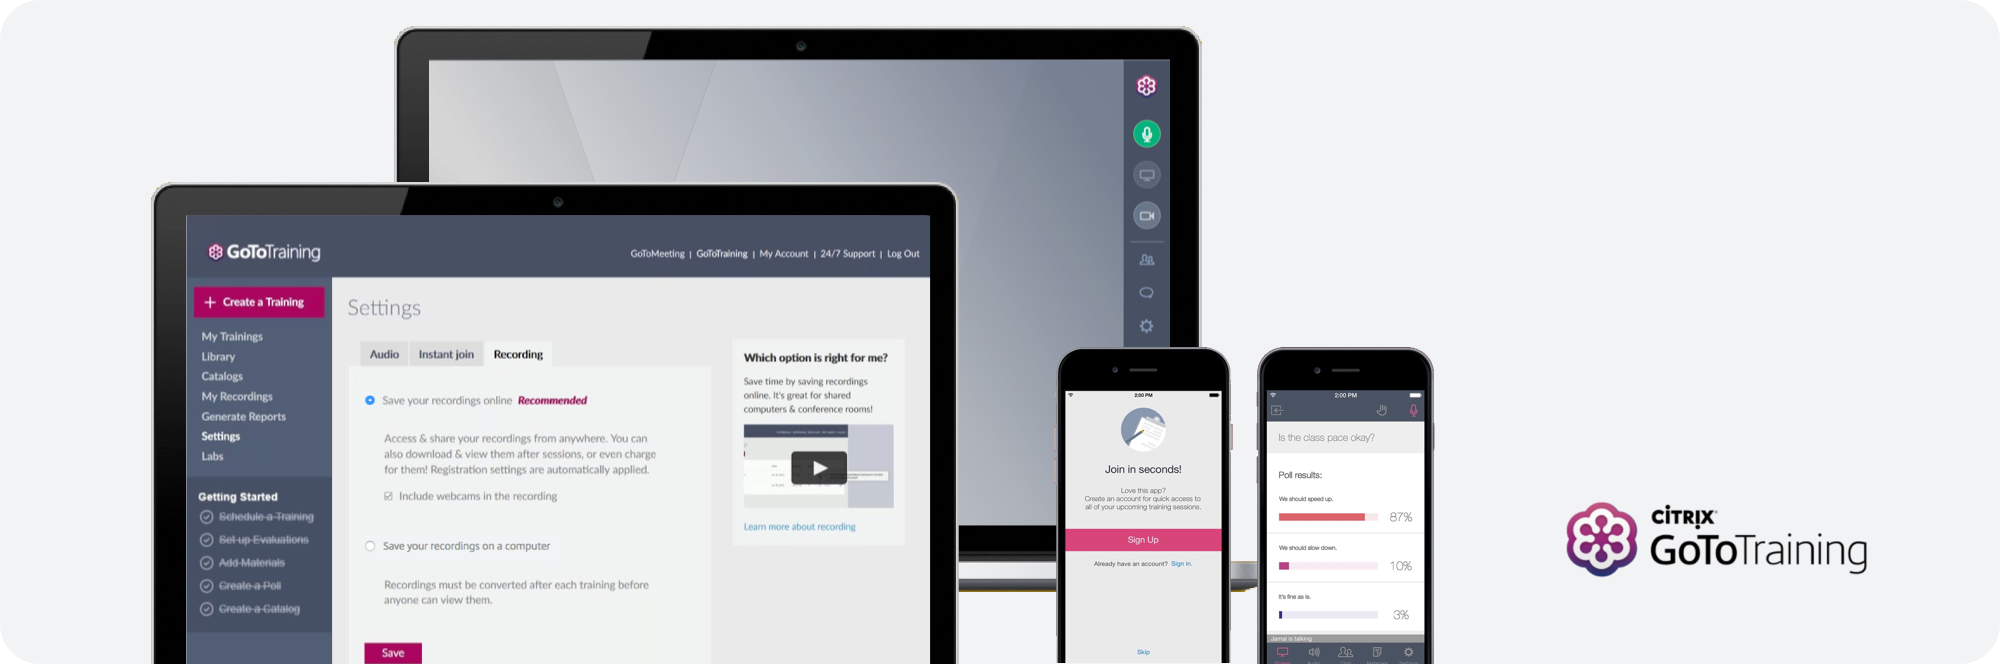 GoToTraining
GoToMeeting | GoToTraining | My Account | 24/7 Support | Log Out
+ Create a Training
My Trainings
Library
Catalogs
My Recordings
Generate Reports
Settings
Labs
Getting Started
Schedule a Training
Set up Evaluations
Add Materials
Create a Poll
Create a Catalog
Settings
Audio
Instant join
Recording
Save your recordings online Recommended
Access & share your recordings from anywhere. You can
also download & view them after sessions, or even charge
for them! Registration settings are automatically applied.
Include webcams in the recording
Save your recordings on a computer
Recordings must be converted after each training before
anyone can view them.
Save
Which option is right for me?
Save time by saving recordings
online. It's great for shared
computers & conference rooms!
Learn more about recording
2:00 PM
Join in seconds!
Love this app?
Create an account for quick access to
all of your upcoming training sessions.
Sign Up
Already have an account? Sign in.
Skip
2:00 PM
Is the class pace okay?
Poll results:
We should speed up.
87%
We should slow down.
10%
It's fine as is.
3%
Jamal is talking
CITRIX
GoToTraining